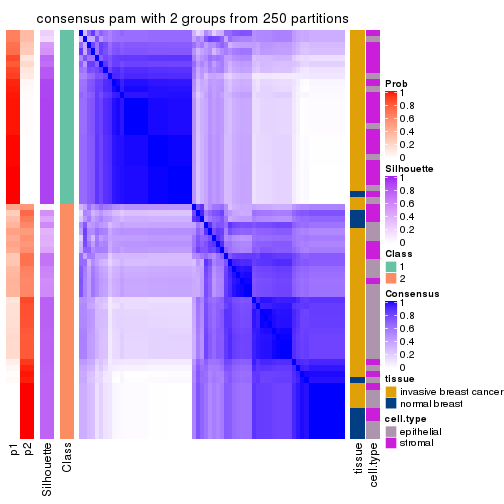 consensus pam with 2 groups from 250 partitions
Prob
1
0.8
0.6
0.4
0.2
0
Silhouette
1
0.8
0.6
0.4
0.2
0
Class
1
2
Consensus
1
0.8
0.6
0.4
0.2
0
tissue
invasive breast cancer
normal breast
cell.type
epithelial
stromal
p1
p2
Silhouette
Class
tissue
cell.type